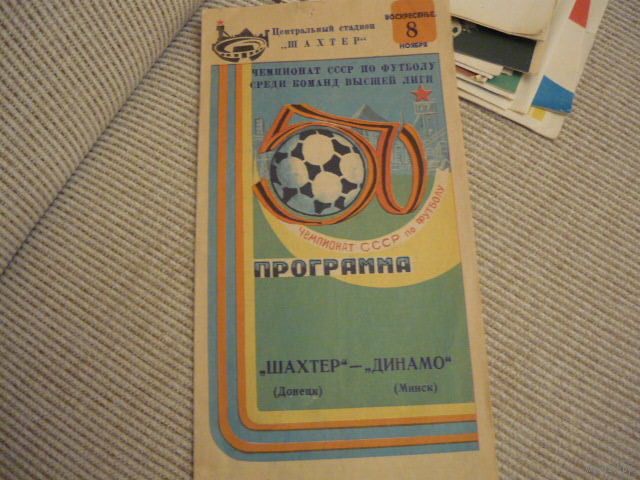 Центральный стадион
„ШАХТЕР“
ВОСКРЕСЕНЬЕ,
8
НОЯБРЯ
ЧЕМПИОНАТ СССР ПО ФУТБОЛУ
СРЕДИ КОМАНД ВЫСШЕЙ ЛИГИ
50
ЧЕМПИОНАТ СССР ПО ФУТБОЛУ
ПРОГРАММА
„ШАХТЕР“ — „ДИНАМО“
(Донецк) (Минск)